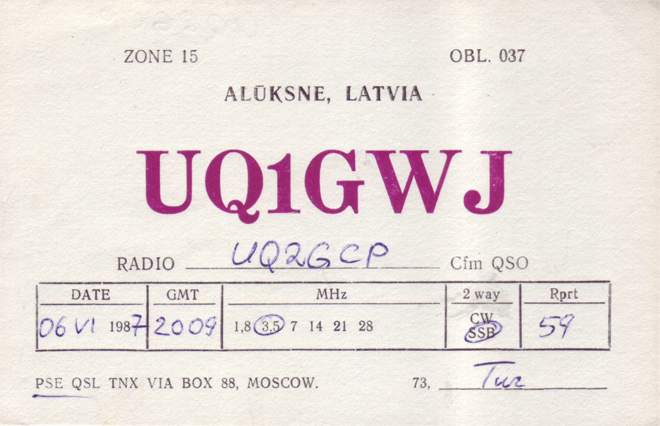 ZONE 15 OBL. 037
ALŪKSNE, LATVIA
UQ1GWJ
RADIO UQ2GCP Cfm QSO
DATE GMT MHz 2 way Rprt
06 VI 1987 2009 1,8 3,5 7 14 21 28 CW SSB 59
PSE QSL TNX VIA BOX 88, MOSCOW. 73,